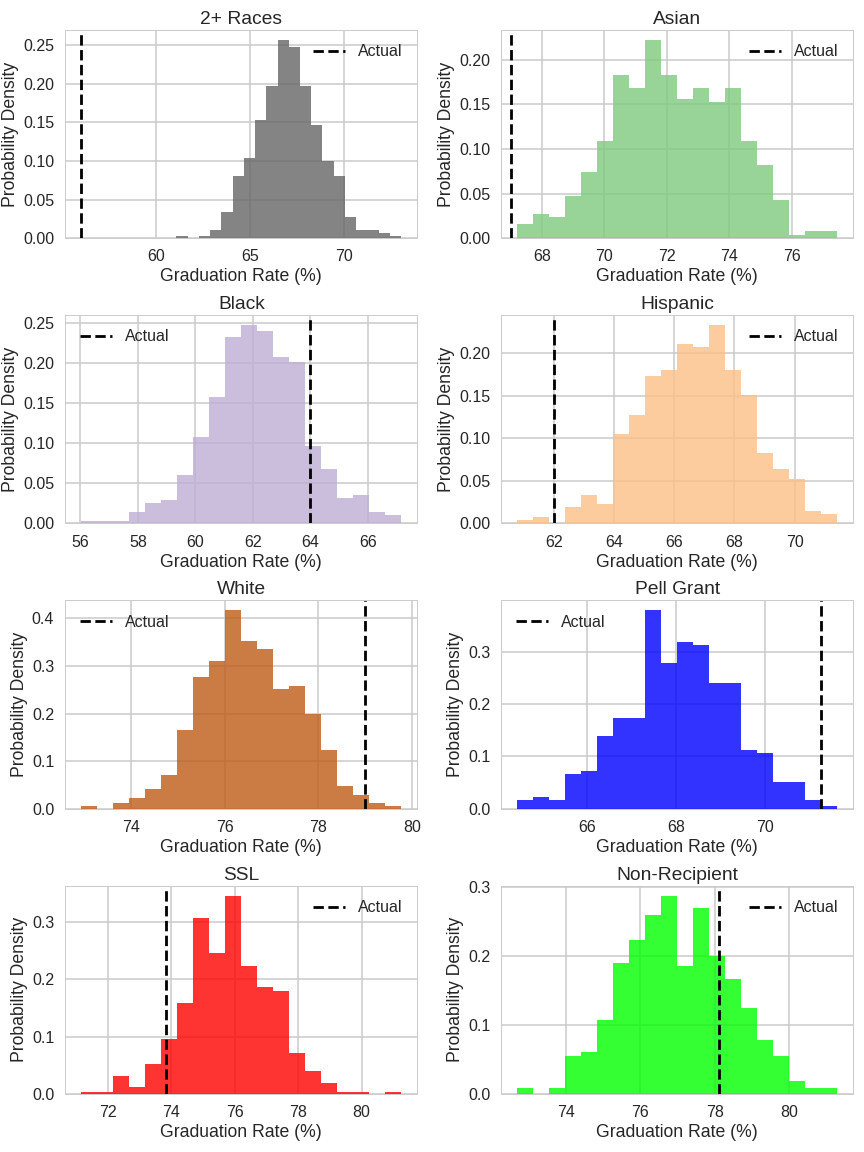 2+ Races
Probability Density
0.25
0.20
0.15
0.10
0.05
0.00
Actual
60 65 70
Graduation Rate (%)
Asian
Probability Density
0.20
0.15
0.10
0.05
0.00
Actual
68 70 72 74 76
Graduation Rate (%)
Black
Probability Density
0.25
0.20
0.15
0.10
0.05
0.00
Actual
56 58 60 62 64 66
Graduation Rate (%)
Hispanic
Probability Density
0.20
0.15
0.10
0.05
0.00
Actual
62 64 66 68 70
Graduation Rate (%)
White
Probability Density
0.4
0.3
0.2
0.1
0.0
Actual
74 76 78 80
Graduation Rate (%)
Pell Grant
Probability Density
0.3
0.2
0.1
0.0
Actual
66 68 70
Graduation Rate (%)
SSL
Probability Density
0.3
0.2
0.1
0.0
Actual
72 74 76 78 80
Graduation Rate (%)
Non-Recipient
Probability Density
0.3
0.2
0.1
0.0
Actual
74 76 78 80
Graduation Rate (%)